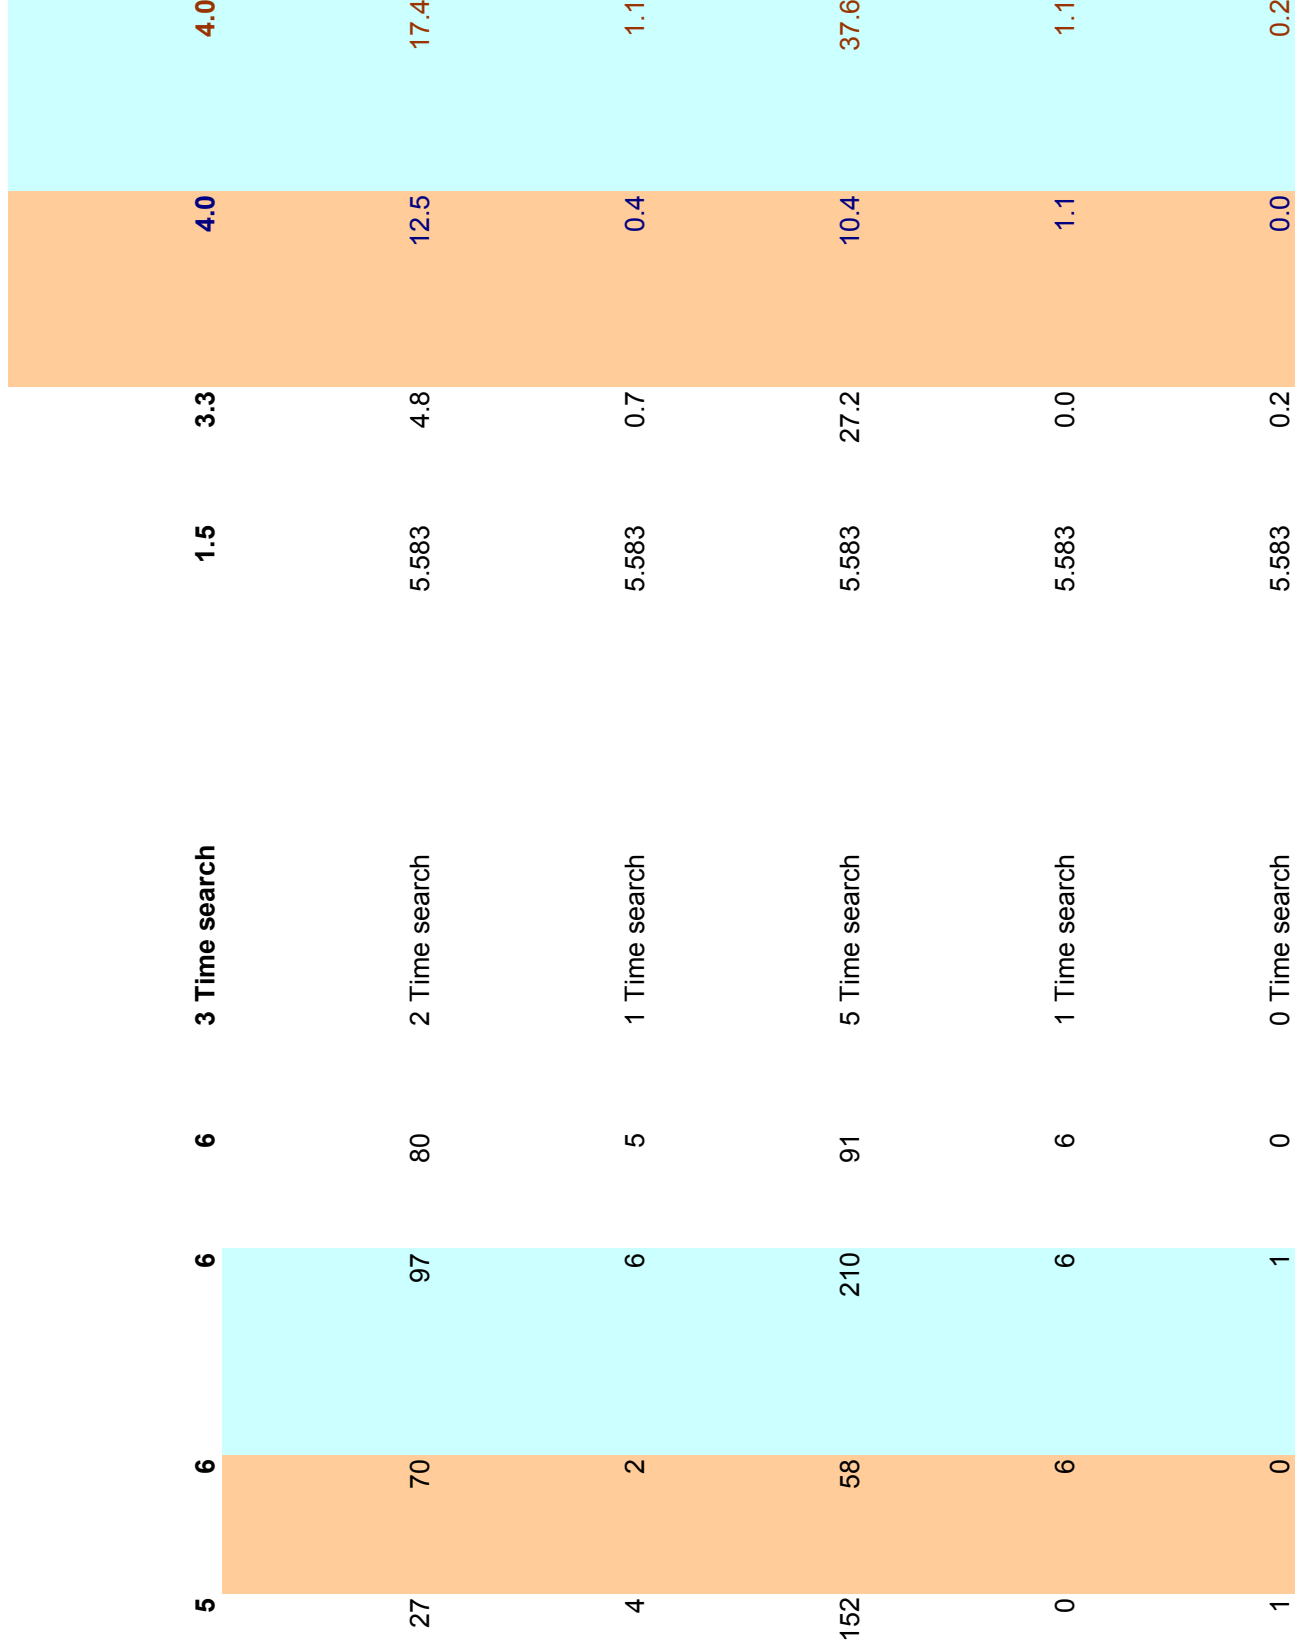 5 6 6 6 3 Time search 1.5 3.3 4.0 4.0
27 70 97 80 2 Time search 5.583 4.8 12.5 17.4
4 2 6 5 1 Time search 5.583 0.7 0.4 1.1
152 58 210 91 5 Time search 5.583 27.2 10.4 37.6
0 6 6 6 1 Time search 5.583 0.0 1.1 1.1
1 0 1 0 0 Time search 5.583 0.2 0.0 0.2